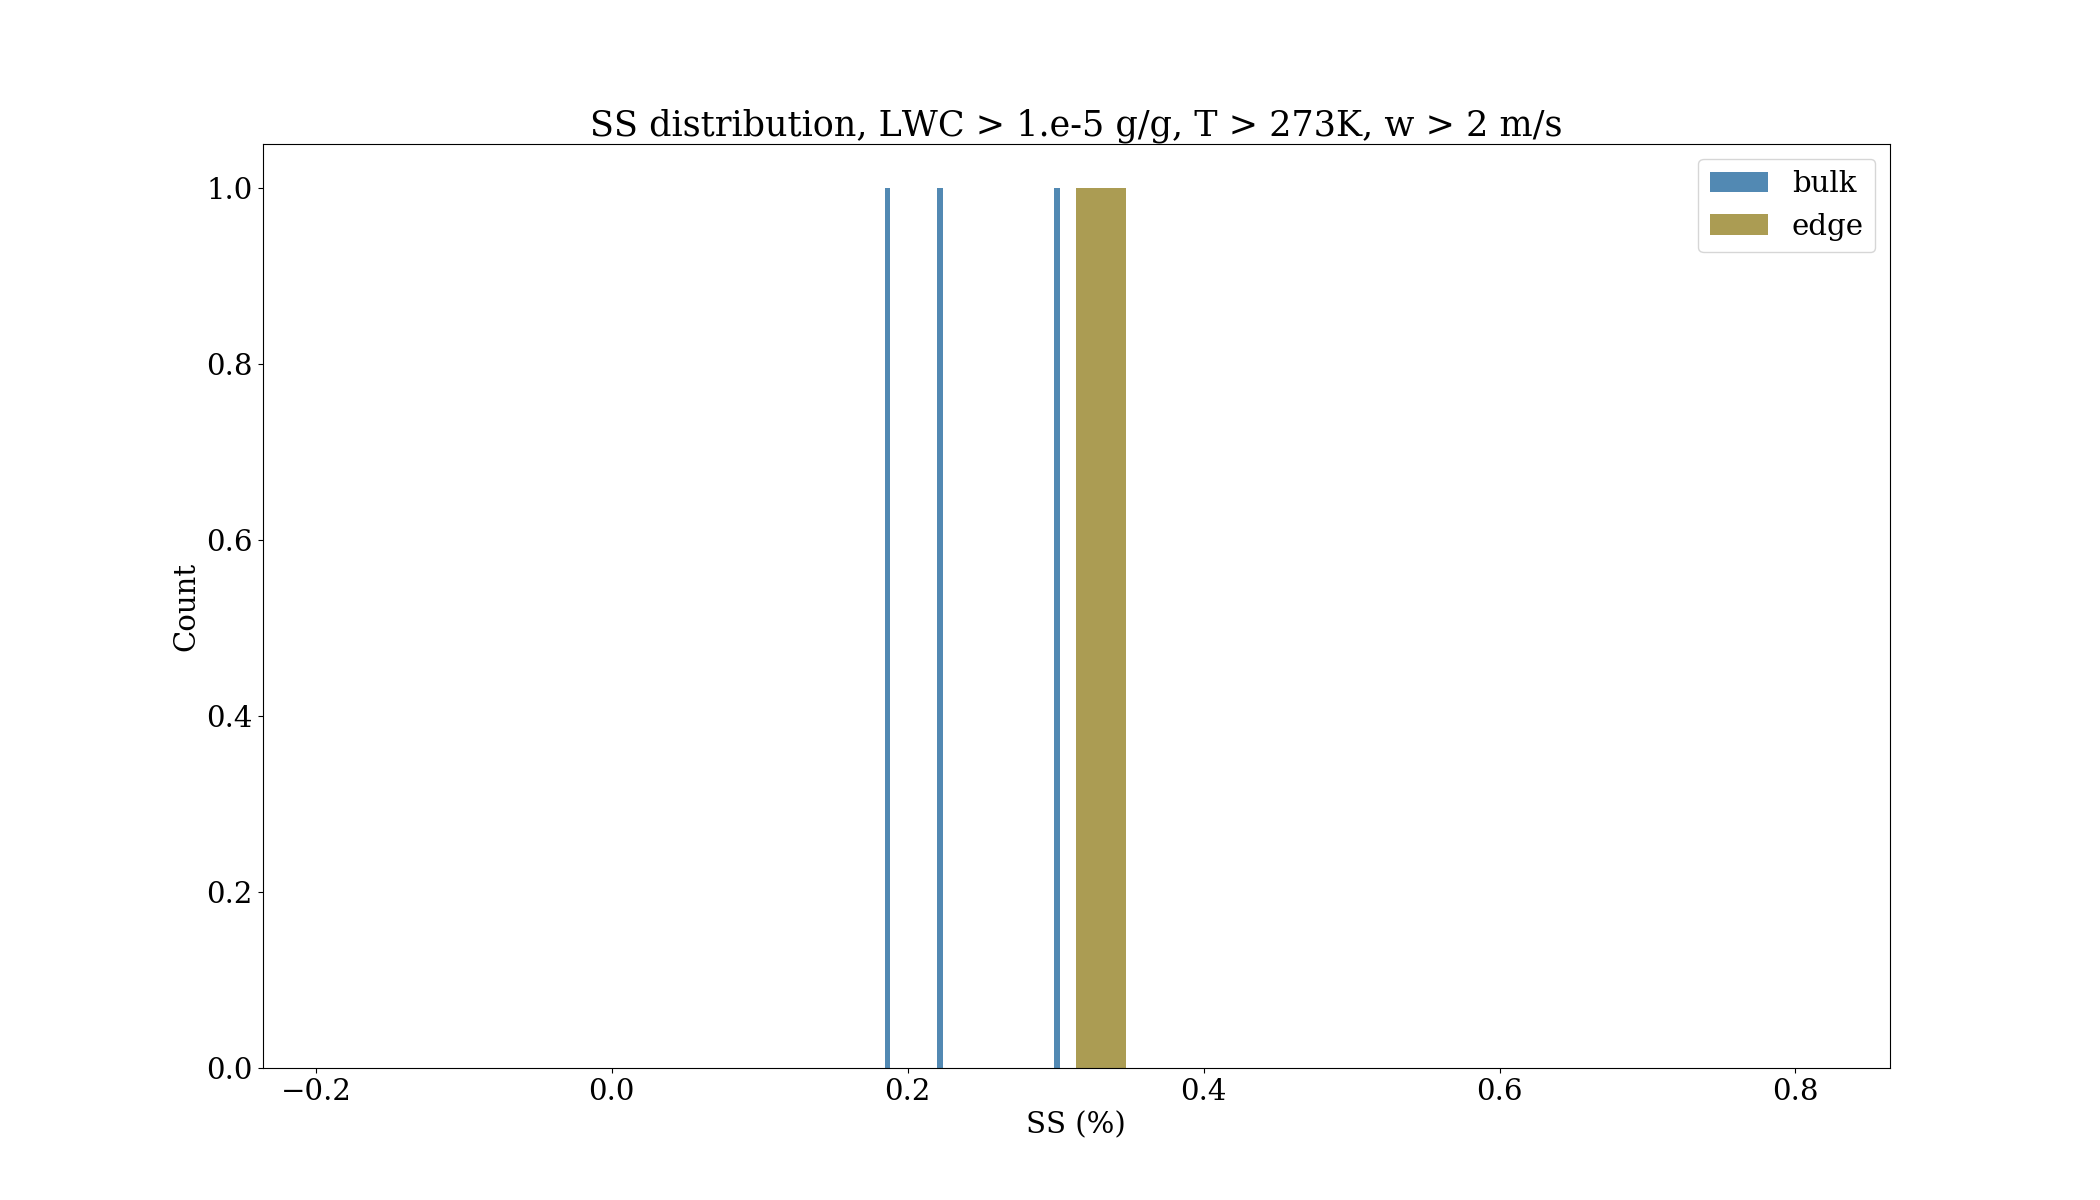 SS distribution, LWC > 1.e-5 g/g, T > 273K, w > 2 m/s
bulk
edge
1.0
0.8
0.6
0.4
0.2
0.0
Count
−0.2 0.0 0.2 0.4 0.6 0.8
SS (%)